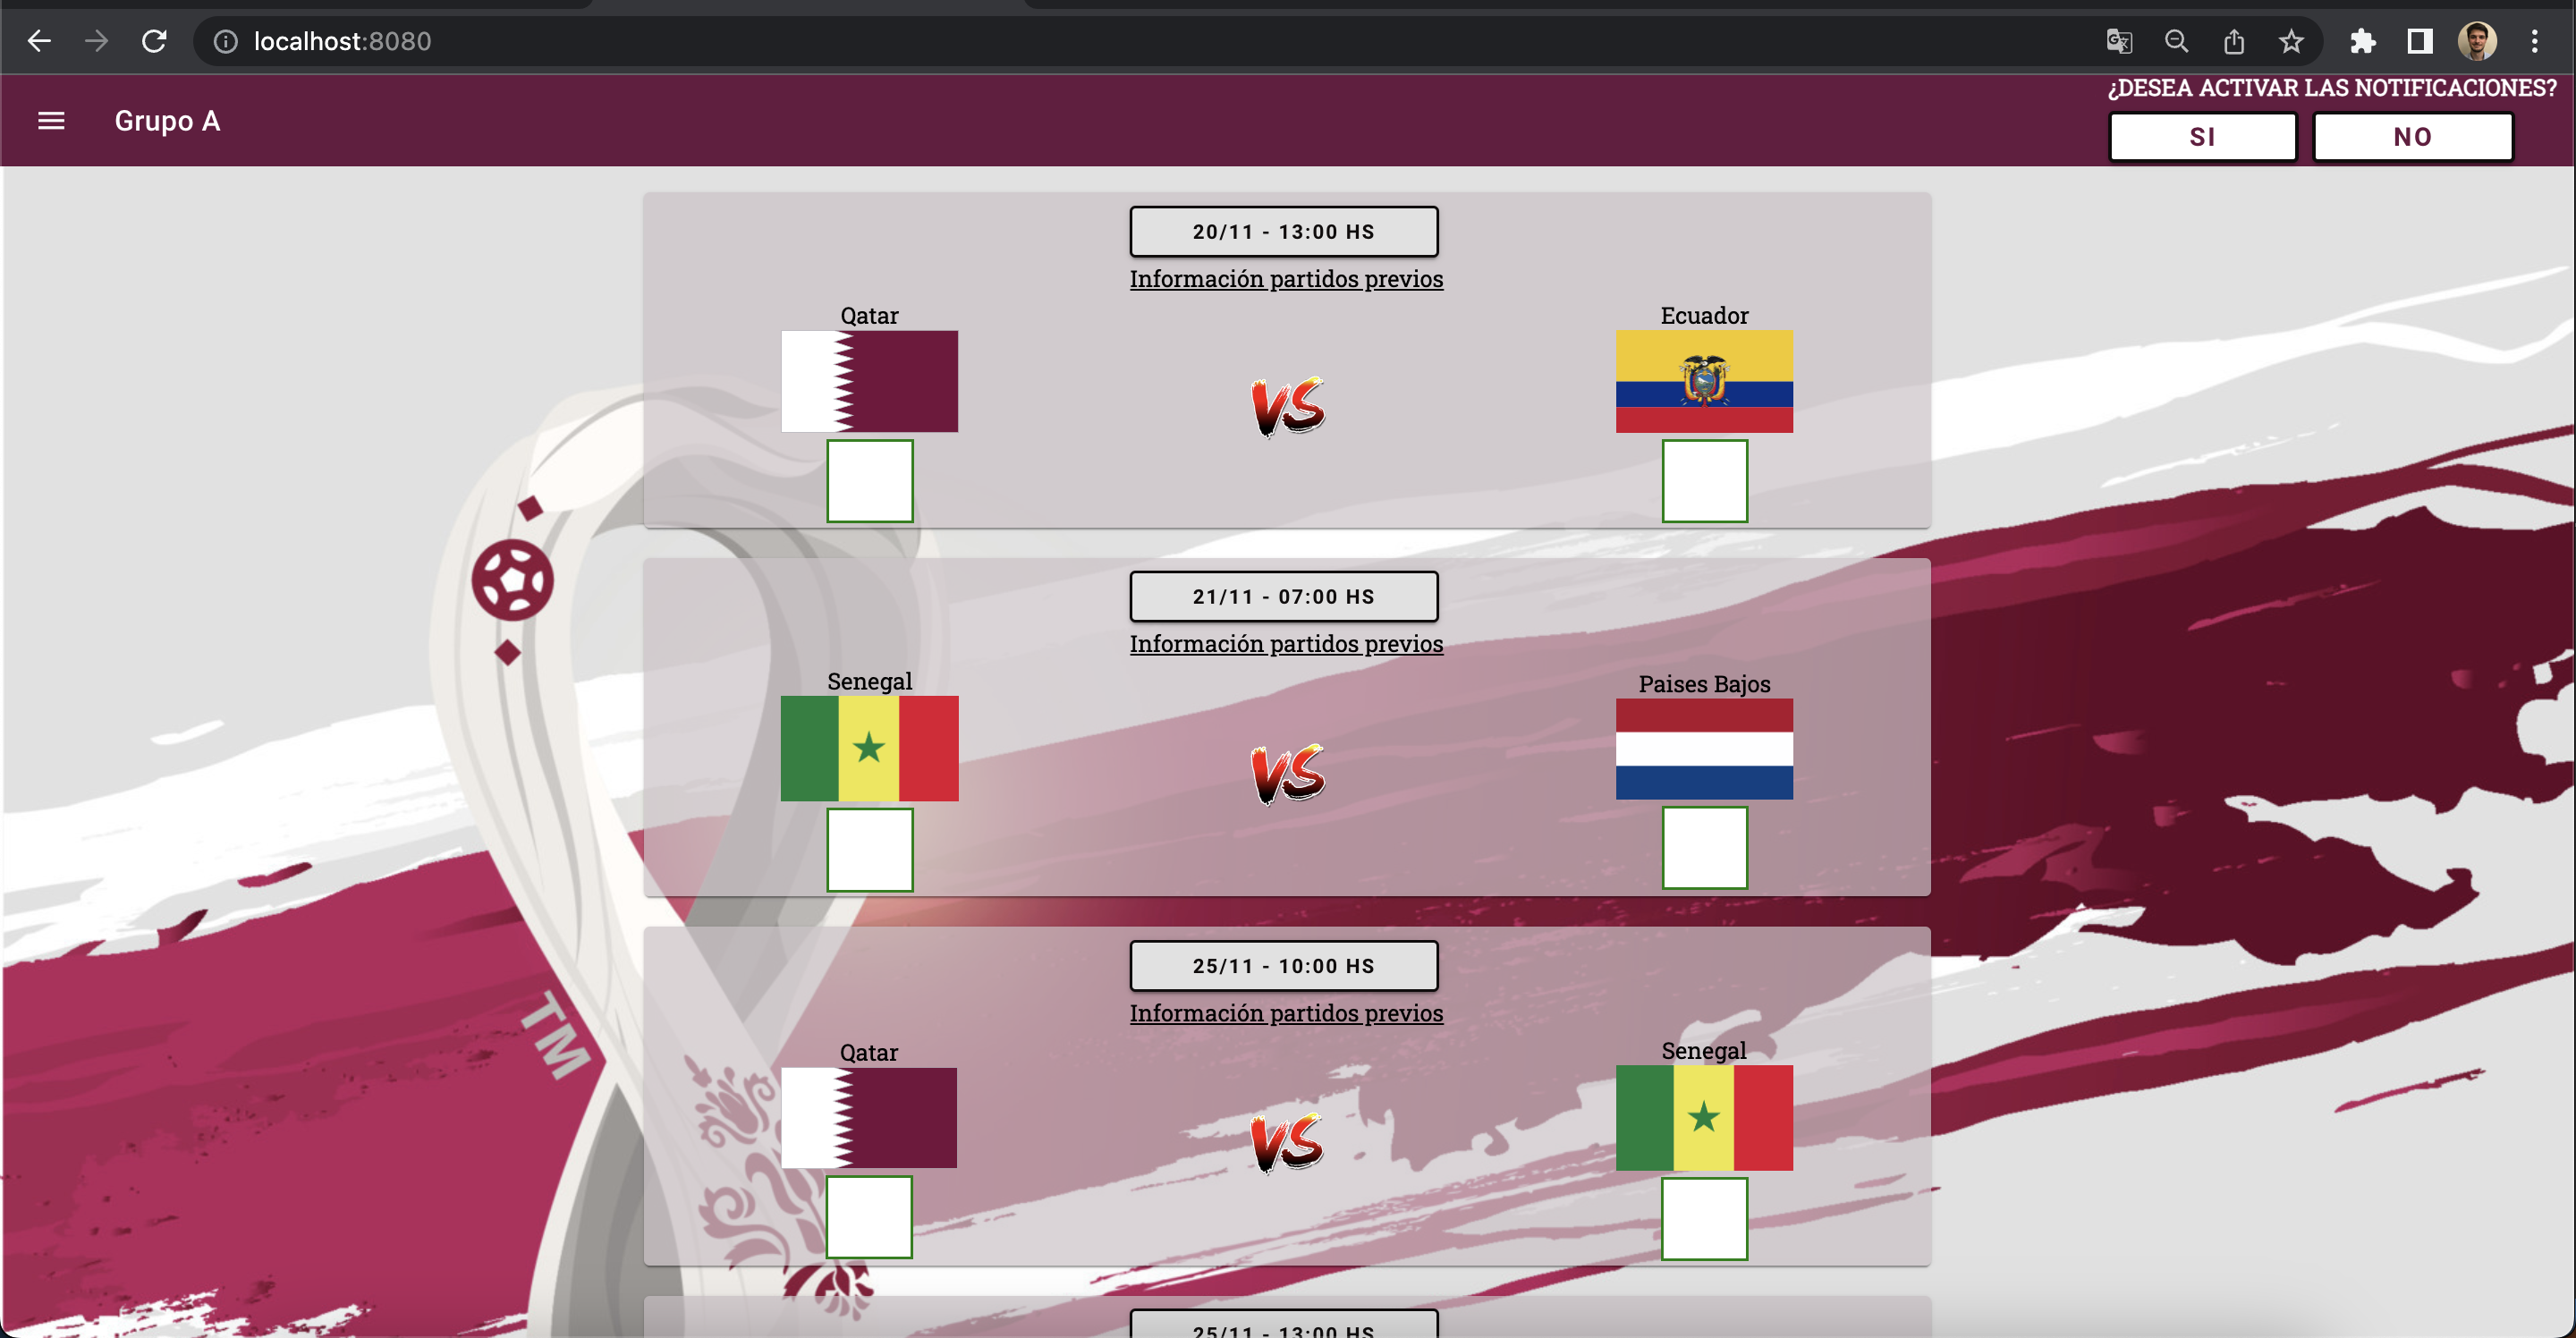 localhost:8080
Grupo A
¿DESEA ACTIVAR LAS NOTIFICACIONES?
SI NO
20/11 - 13:00 HS
Información partidos previos
Qatar Ecuador
VS
21/11 - 07:00 HS
Información partidos previos
Senegal Paises Bajos
VS
TM
25/11 - 10:00 HS
Información partidos previos
Qatar Senegal
VS
25/11 - 13:00 HS